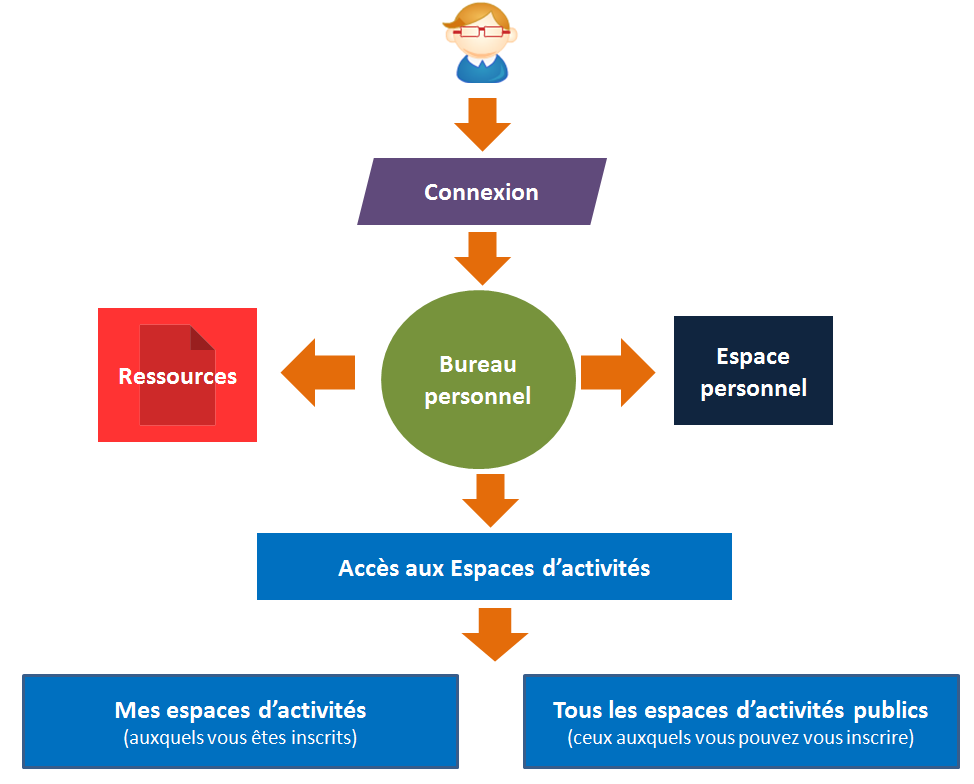 Connexion
Bureau
personnel
Ressources
Espace
personnel
Accès aux Espaces d’activités
Mes espaces d’activités
(auxquels vous êtes inscrits)
Tous les espaces d’activités publics
(ceux auxquels vous pouvez vous inscrire)